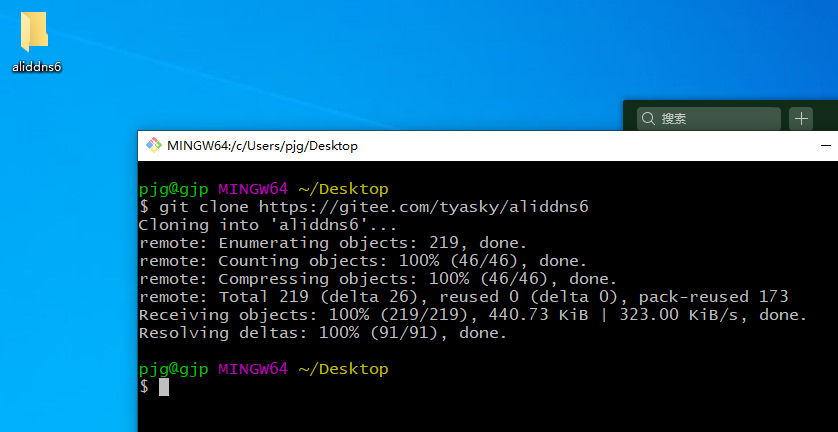 aliddns6
搜索
MINGW64:/c/Users/pjg/Desktop
pjg@gjp MINGW64 ~/Desktop
$ git clone https://gitee.com/tyasky/aliddns6
Cloning into 'aliddns6'...
remote: Enumerating objects: 219, done.
remote: Counting objects: 100% (46/46), done.
remote: Compressing objects: 100% (46/46), done.
remote: Total 219 (delta 26), reused 0 (delta 0), pack-reused 173
Receiving objects: 100% (219/219), 440.73 KiB | 323.00 KiB/s, done.
Resolving deltas: 100% (91/91), done.
pjg@gjp MINGW64 ~/Desktop
$